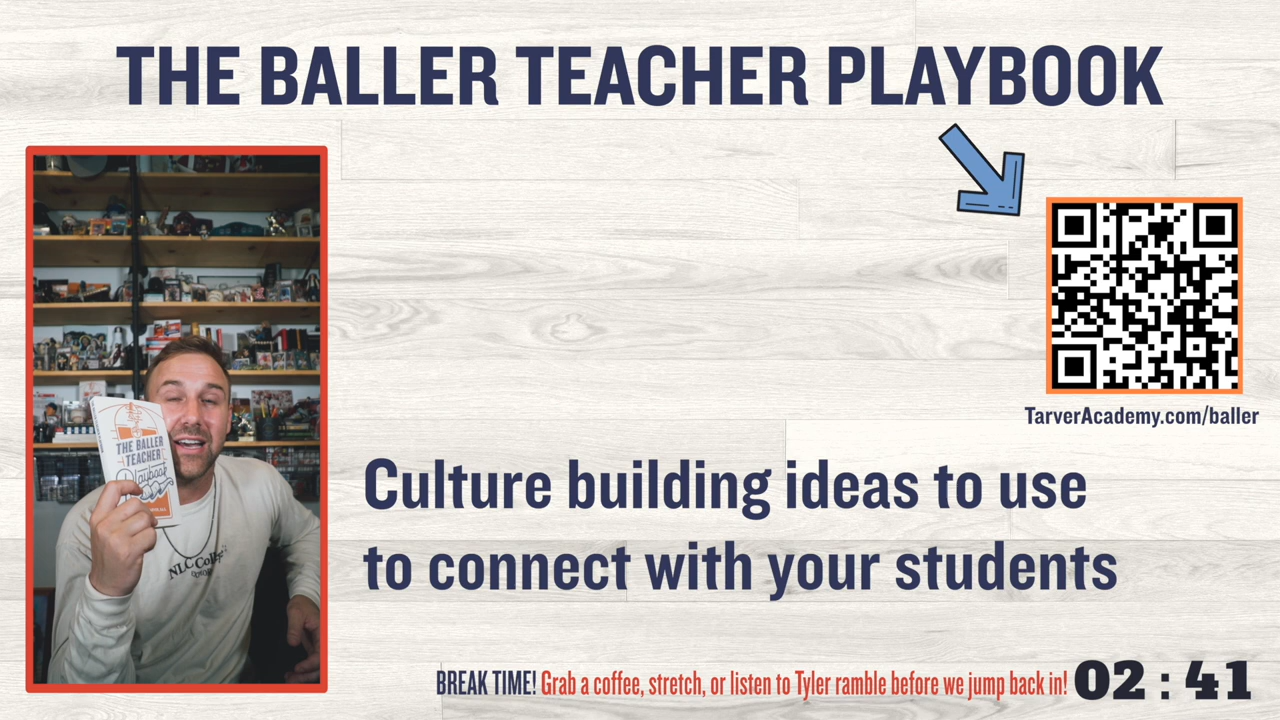 THE BALLER TEACHER PLAYBOOK
THE BALLER
TEACHER
Playbook
NLC
TarverAcademy.com/baller
Culture building ideas to use
to connect with your students
BREAK TIME! Grab a coffee, stretch, or listen to Tyler ramble before we jump back in! 02:41